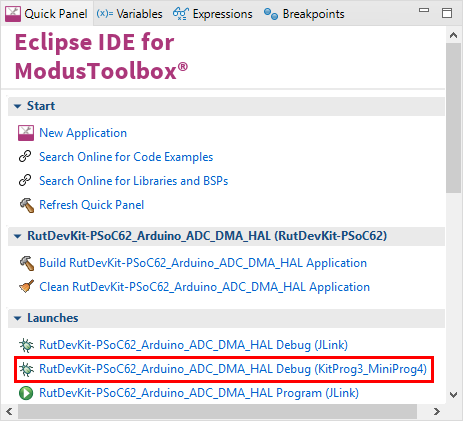 Quick Panel (x)= Variables Expressions Breakpoints
Eclipse IDE for
ModusToolbox®
Start
New Application
Search Online for Code Examples
Search Online for Libraries and BSPs
Refresh Quick Panel
RutDevKit-PSoC62_Arduino_ADC_DMA_HAL (RutDevKit-PSoC62)
Build RutDevKit-PSoC62_Arduino_ADC_DMA_HAL Application
Clean RutDevKit-PSoC62_Arduino_ADC_DMA_HAL Application
Launches
RutDevKit-PSoC62_Arduino_ADC_DMA_HAL Debug (JLink)
RutDevKit-PSoC62_Arduino_ADC_DMA_HAL Debug (KitProg3_MiniProg4)
RutDevKit-PSoC62_Arduino_ADC_DMA_HAL Program (JLink)